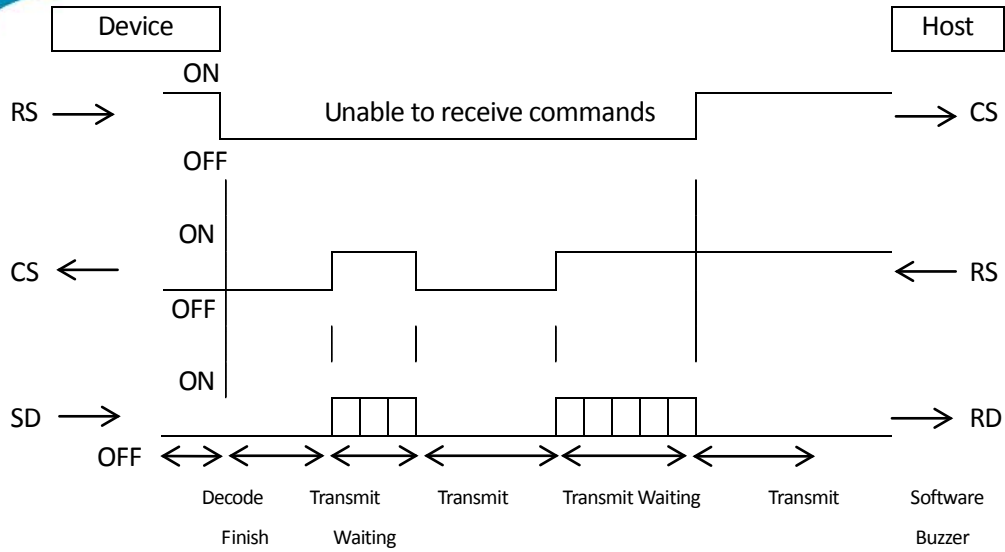 Device Host
ON
RS Unable to receive commands CS
OFF
ON
CS RS
OFF
ON
SD RD
OFF
Decode Transmit Transmit Transmit Waiting Transmit Software
Finish Waiting Buzzer